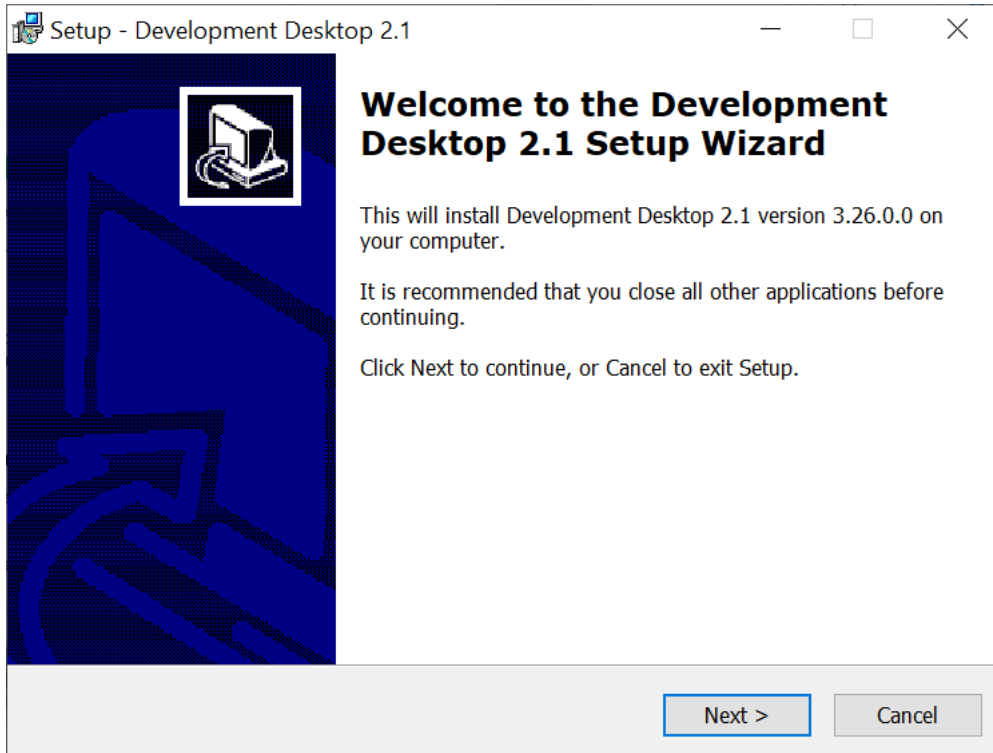 Setup - Development Desktop 2.1
Welcome to the Development
Desktop 2.1 Setup Wizard
This will install Development Desktop 2.1 version 3.26.0.0 on
your computer.
It is recommended that you close all other applications before
continuing.
Click Next to continue, or Cancel to exit Setup.
Next >
Cancel